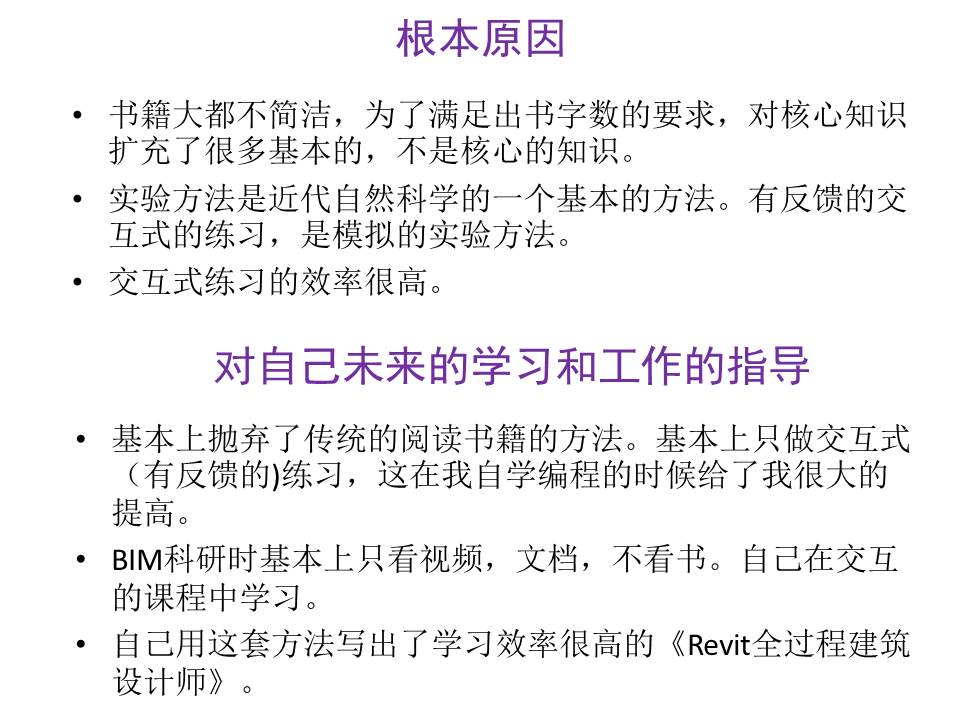 根本原因
• 书籍大都不简洁，为了满足出书字数的要求，对核心知识
扩充了很多基本的，不是核心的知识。
• 实验方法是近代自然科学的一个基本的方法。有反馈的交
互式的练习，是模拟的实验方法。
• 交互式练习的效率很高。
对自己未来的学习和工作的指导
• 基本上抛弃了传统的阅读书籍的方法。基本上只做交互式
（有反馈的)练习，这在我自学编程的时候给了我很大的
提高。
• BIM科研时基本上只看视频，文档，不看书。自己在交互
的课程中学习。
• 自己用这套方法写出了学习效率很高的《Revit全过程建筑
设计师》。